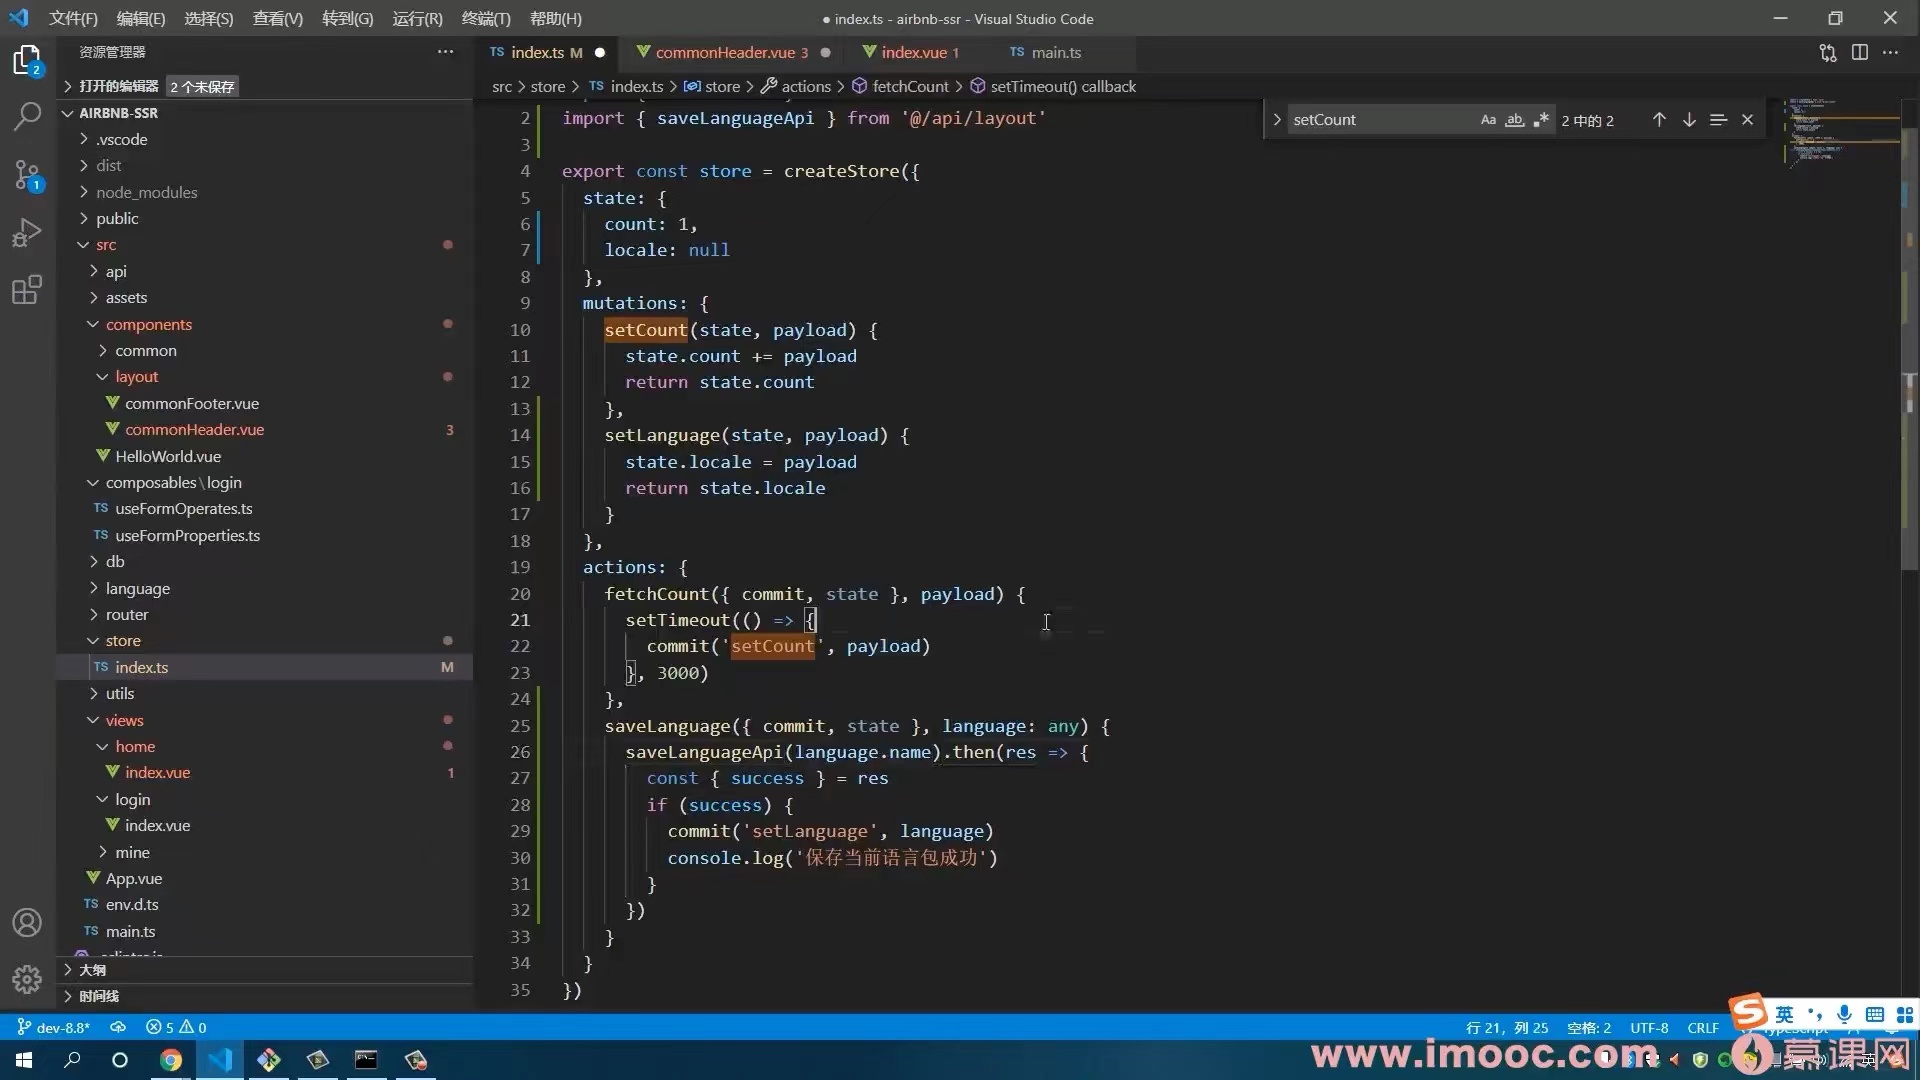 文件(F) 编辑(E) 选择(S) 查看(V) 转到(G) 运行(R) 终端(T) 帮助(H) ● index.ts - airbnb-ssr - Visual Studio Code
资源管理器
打开的编辑器 2 个未保存
AIRBNB-SSR
.vscode
dist
node_modules
public
src
api
assets
components
common
layout
commonFooter.vue
commonHeader.vue 3
HelloWorld.vue
composables\login
TS useFormOperates.ts
TS useFormProperties.ts
db
language
router
store
TS index.ts M
utils
views
home
index.vue 1
login
index.vue
mine
App.vue
TS env.d.ts
TS main.ts
大纲
时间线
2
1
TS index.ts M ● commonHeader.vue 3 ● index.vue 1 TS main.ts
src > store > TS index.ts > store > actions > fetchCount > setTimeout() callback
setCount Aa ab 2 中的 2
2 import { saveLanguageApi } from '@/api/layout'
3
4 export const store = createStore({
5 state: {
6 count: 1,
7 locale: null
8 },
9 mutations: {
10 setCount(state, payload) {
11 state.count += payload
12 return state.count
13 },
14 setLanguage(state, payload) {
15 state.locale = payload
16 return state.locale
17 }
18 },
19 actions: {
20 fetchCount({ commit, state }, payload) {
21 setTimeout(() => {
22 commit('setCount', payload)
23 }, 3000)
24 },
25 saveLanguage({ commit, state }, language: any) {
26 saveLanguageApi(language.name).then(res => {
27 const { success } = res
28 if (success) {
29 commit('setLanguage', language)
30 console.log('保存当前语言包成功')
31 }
32 })
33 }
34 }
35 })
dev-8.8* 5 0 行 21, 列 25 空格: 2 UTF-8 CRLF TypeScript
英
www.imooc.com 慕课网